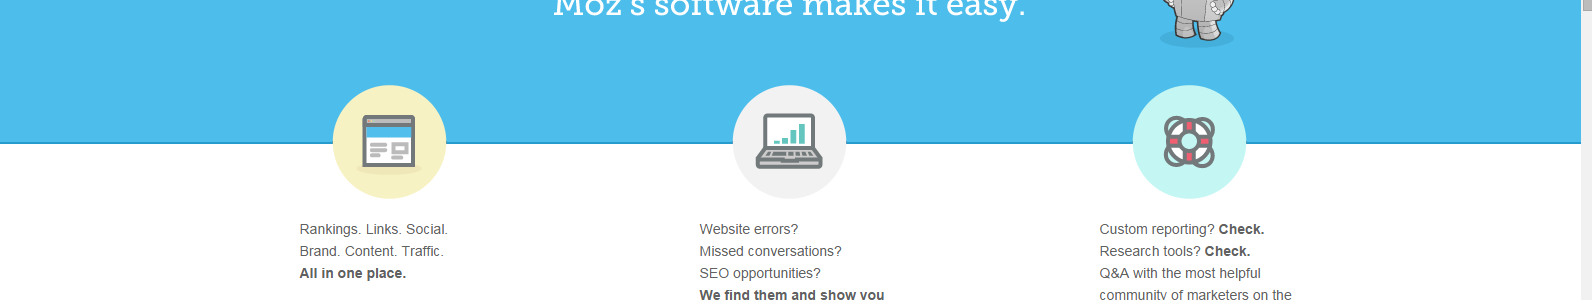 Moz's software makes it easy.
Rankings. Links. Social.
Brand. Content. Traffic.
All in one place.
Website errors?
Missed conversations?
SEO opportunities?
We find them and show you
Custom reporting? Check.
Research tools? Check.
Q&A with the most helpful
community of marketers on the